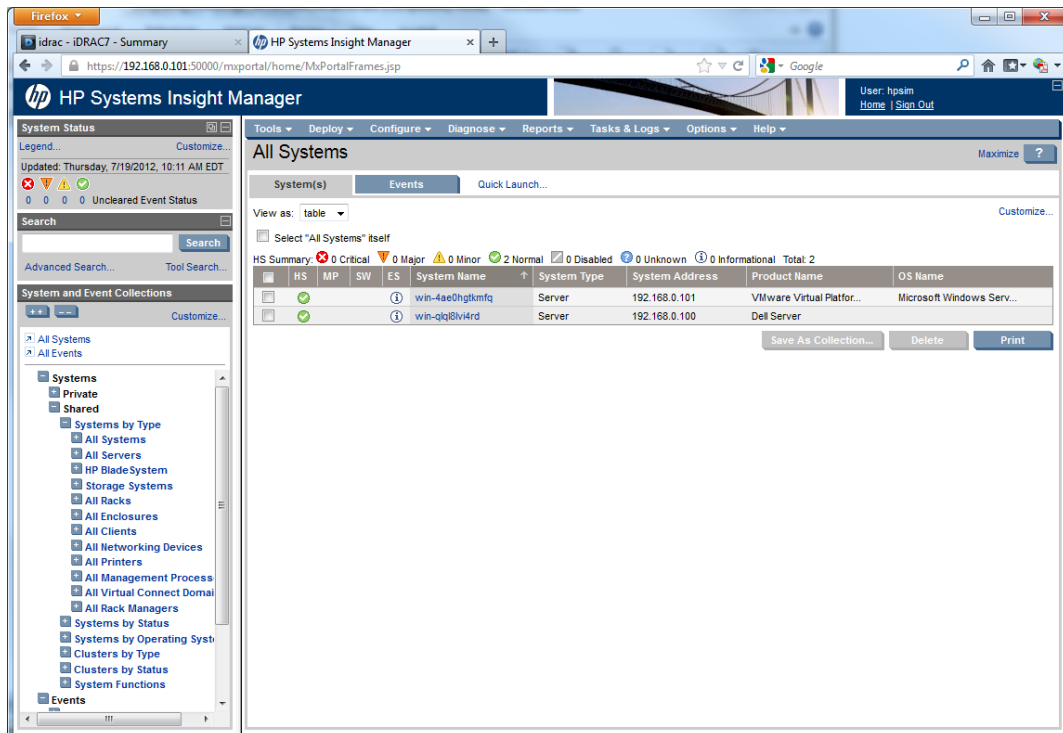 Firefox
idrac - iDRAC7 - Summary
HP Systems Insight Manager
https://192.168.0.101:50000/mxportal/home/MxPortalFrames.jsp
Google
HP Systems Insight Manager
User: hpsim
Home | Sign Out
System Status
Legend...
Customize...
Updated: Thursday, 7/19/2012, 10:11 AM EDT
0 0 0 0 Uncleared Event Status
Search
Search
Advanced Search...
Tool Search...
System and Event Collections
Customize...
All Systems
All Events
Systems
Private
Shared
Systems by Type
All Systems
All Servers
HP BladeSystem
Storage Systems
All Racks
All Enclosures
All Clients
All Networking Devices
All Printers
All Management Process
All Virtual Connect Domai
All Rack Managers
Systems by Status
Systems by Operating Syst
Clusters by Type
Clusters by Status
System Functions
Events
Tools Deploy Configure Diagnose Reports Tasks & Logs Options Help
All Systems
Maximize ?
System(s) Events Quick Launch...
View as: table
Customize...
Select "All Systems" itself
HS Summary: 0 Critical 0 Major 0 Minor 2 Normal 0 Disabled 0 Unknown 0 Informational Total: 2
HS MP SW ES System Name System Type System Address Product Name OS Name
win-4ae0hgtkmfq Server 192.168.0.101 VMware Virtual Platfor... Microsoft Windows Serv...
win-qlql8lvi4rd Server 192.168.0.100 Dell Server
Save As Collection... Delete Print